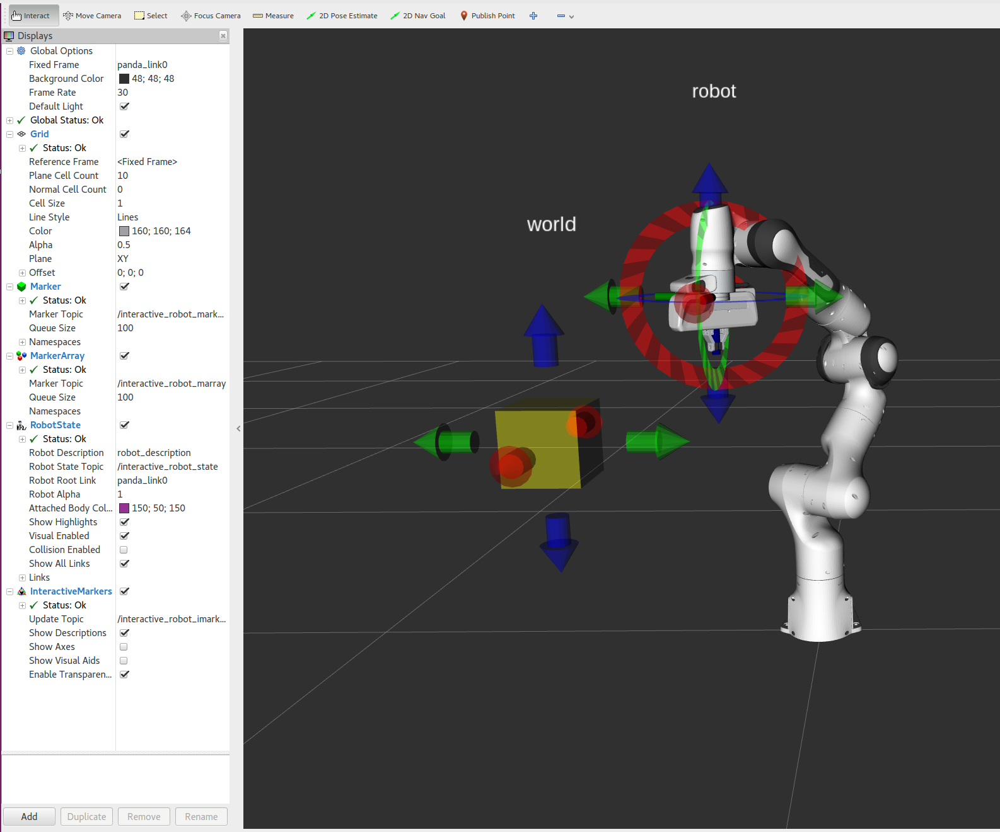 Interact Move Camera Select Focus Camera Measure 2D Pose Estimate 2D Nav Goal Publish Point
Displays
Global Options
Fixed Frame panda_link0
Background Color 48; 48; 48
Frame Rate 30
Default Light
Global Status: Ok
Grid
Status: Ok
Reference Frame <Fixed Frame>
Plane Cell Count 10
Normal Cell Count 0
Cell Size 1
Line Style Lines
Color 160; 160; 164
Alpha 0.5
Plane XY
Offset 0; 0; 0
Marker
Status: Ok
Marker Topic /interactive_robot_mark...
Queue Size 100
Namespaces
MarkerArray
Status: Ok
Marker Topic /interactive_robot_marray
Queue Size 100
Namespaces
RobotState
Status: Ok
Robot Description robot_description
Robot State Topic /interactive_robot_state
Robot Root Link panda_link0
Robot Alpha 1
Attached Body Col... 150; 50; 150
Show Highlights
Visual Enabled
Collision Enabled
Show All Links
Links
InteractiveMarkers
Status: Ok
Update Topic /interactive_robot_imark...
Show Descriptions
Show Axes
Show Visual Aids
Enable Transparen...
Add Duplicate Remove Rename
robot
world